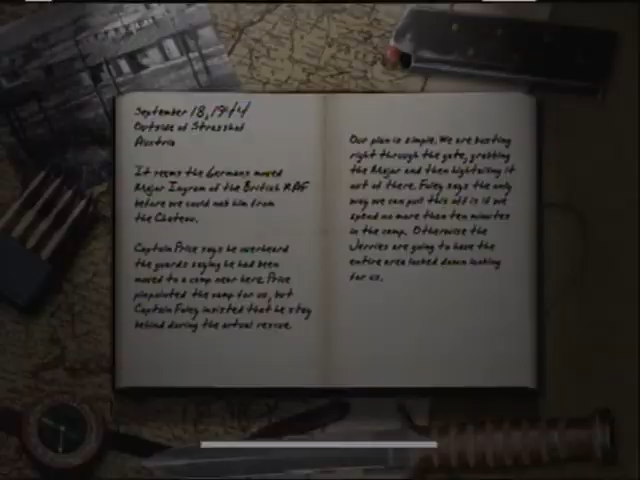 September 18, 1944
Outside of Strasshof
Austria
It seems the Germans moved
Major Ingram of the British RAF
before we could nab him from
the Chateau.
Captain Price says he overheard
the guards saying he had been
moved to a camp near here. Price
pinpointed the camp for us, but
Captain Foley insisted that he stay
behind during the actual rescue.
Our plan is simple. We are busting
right through the gate, grabbing
the Major and then hightailing it
out of there. Foley says the only
way we can pull this off is if we
spend no more than ten minutes
in the camp. Otherwise the
Jerries are going to have the
entire area locked down looking
for us.